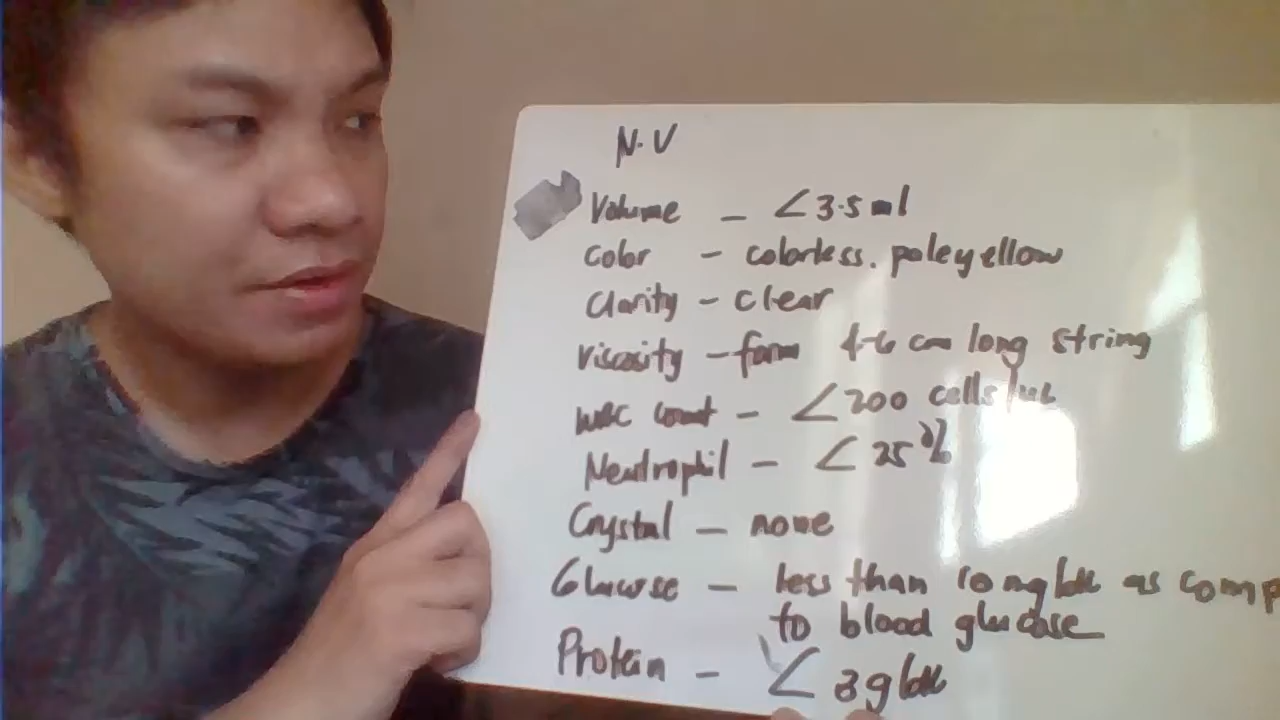 N.V
Volume - <3.5 ml
Color - colorless. pale yellow
Clarity - clear
Viscosity - form 4-6 cm long string
WBC count - <200 cells/uL
Neutrophil - < 25%
Crystal - none
Glucose - less than 10 mg/dL as comp
to blood glucose
Protein - < 3 g/dL